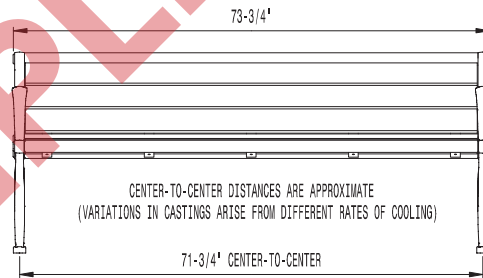 73-3/4"
CENTER-TO-CENTER DISTANCES ARE APPROXIMATE
(VARIATIONS IN CASTINGS ARISE FROM DIFFERENT RATES OF COOLING)
71-3/4" CENTER-TO-CENTER